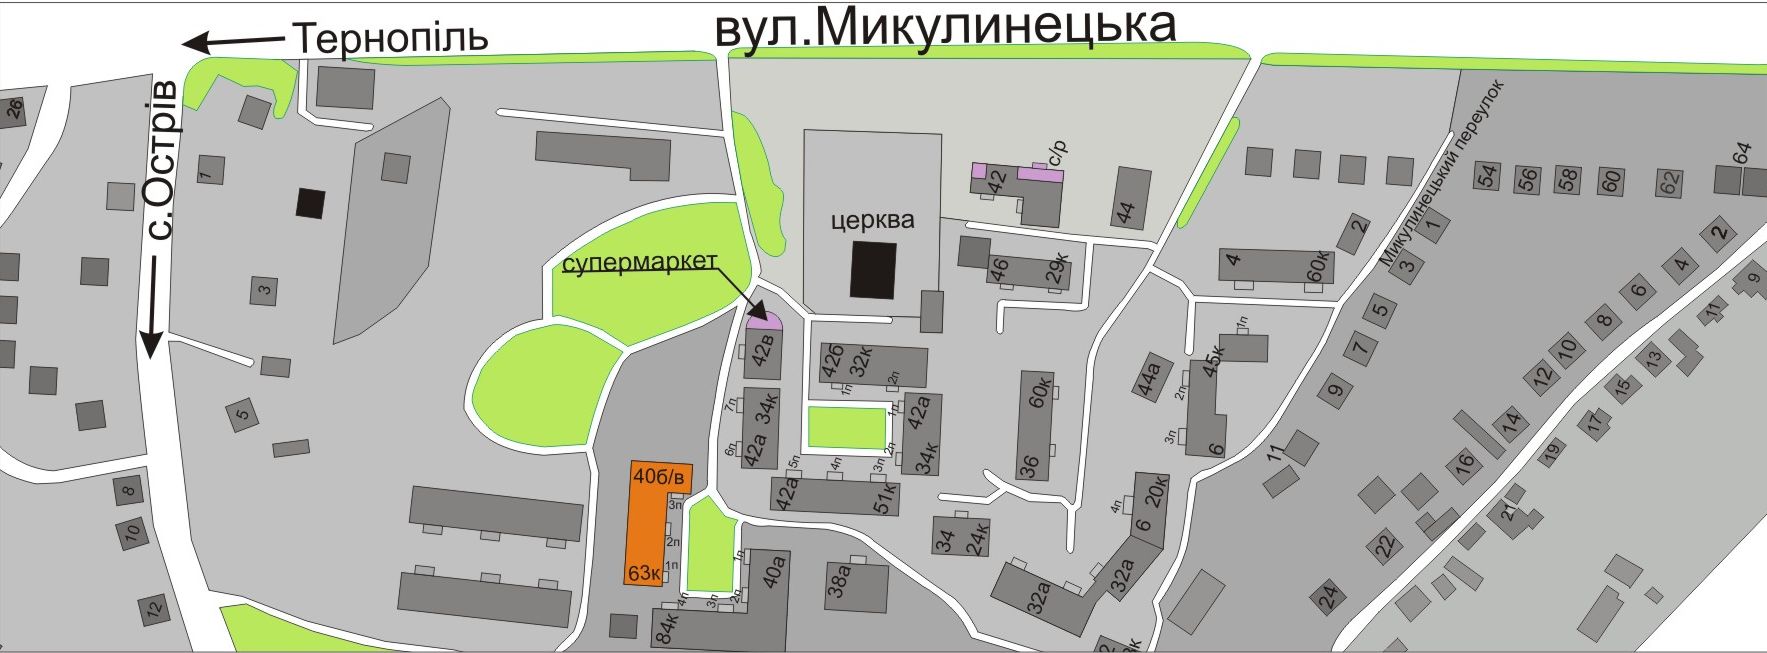 вул.Микулинецька
Тернопіль
с.Острів
26
1
3
5
8
10
12
супермаркет
церква
42
с/р
44
46
29к
4
60к
2
Микулинецький переулок
1
3
5
7
9
11
54
56
58
60
62
64
2
4
6
8
10
12
14
16
22
24
9
11
13
15
17
19
21
42в
42б
32к
1п
2п
7п
6п
42а
34к
1п
2п
42а
34к
5п
4п
3п
42а
51к
36
60к
44а
1п
45к
2п
3п
6
4п
20к
6
32а
32а
34
24к
38а
40а
40б/в
3п
2п
1п
63к
1п
2п
3п
4п
84к